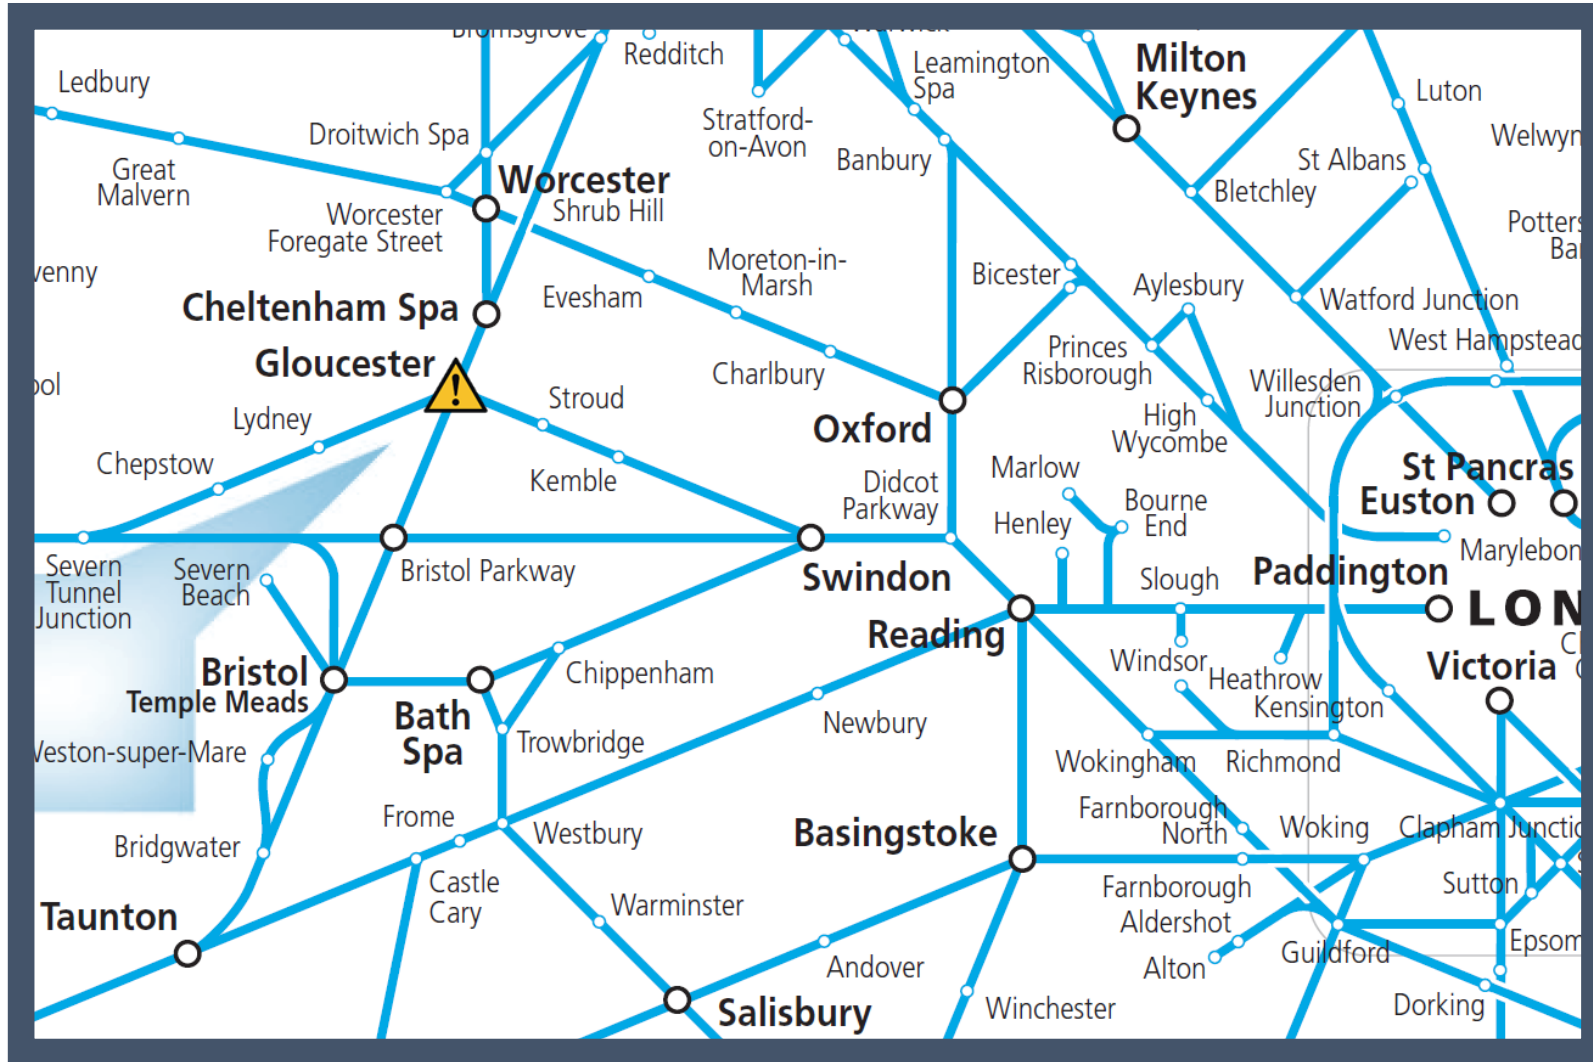 Redditch
Leamington
Spa
Milton
Keynes
Ledbury
Luton
Droitwich Spa
Stratford-
on-Avon
Banbury
St Albans
Great
Malvern
Worcester
Shrub Hill
Bletchley
Worcester
Foregate Street
Moreton-in-
Marsh
Bicester
Aylesbury
Evesham
Cheltenham Spa
Watford Junction
West Hampstead
Gloucester
!
Charlbury
Princes
Risborough
Willesden
Junction
Stroud
Lydney
Oxford
High
Wycombe
Chepstow
Kemble
Didcot
Parkway
Marlow
Bourne
End
Henley
St Pancras
Euston
Marylebon
Severn
Tunnel
Junction
Severn
Beach
Bristol Parkway
Swindon
Slough
Paddington
LON
Reading
Bristol
Temple Meads
Chippenham
Windsor
Heathrow
Victoria
Bath
Spa
Newbury
Kensington
Weston-super-Mare
Trowbridge
Wokingham
Richmond
Frome
Westbury
Basingstoke
Farnborough
North
Woking
Clapham Junctio
Bridgwater
Castle
Cary
Warminster
Farnborough
Sutton
Taunton
Aldershot
Alton
Guildford
Epsom
Andover
Salisbury
Winchester
Dorking